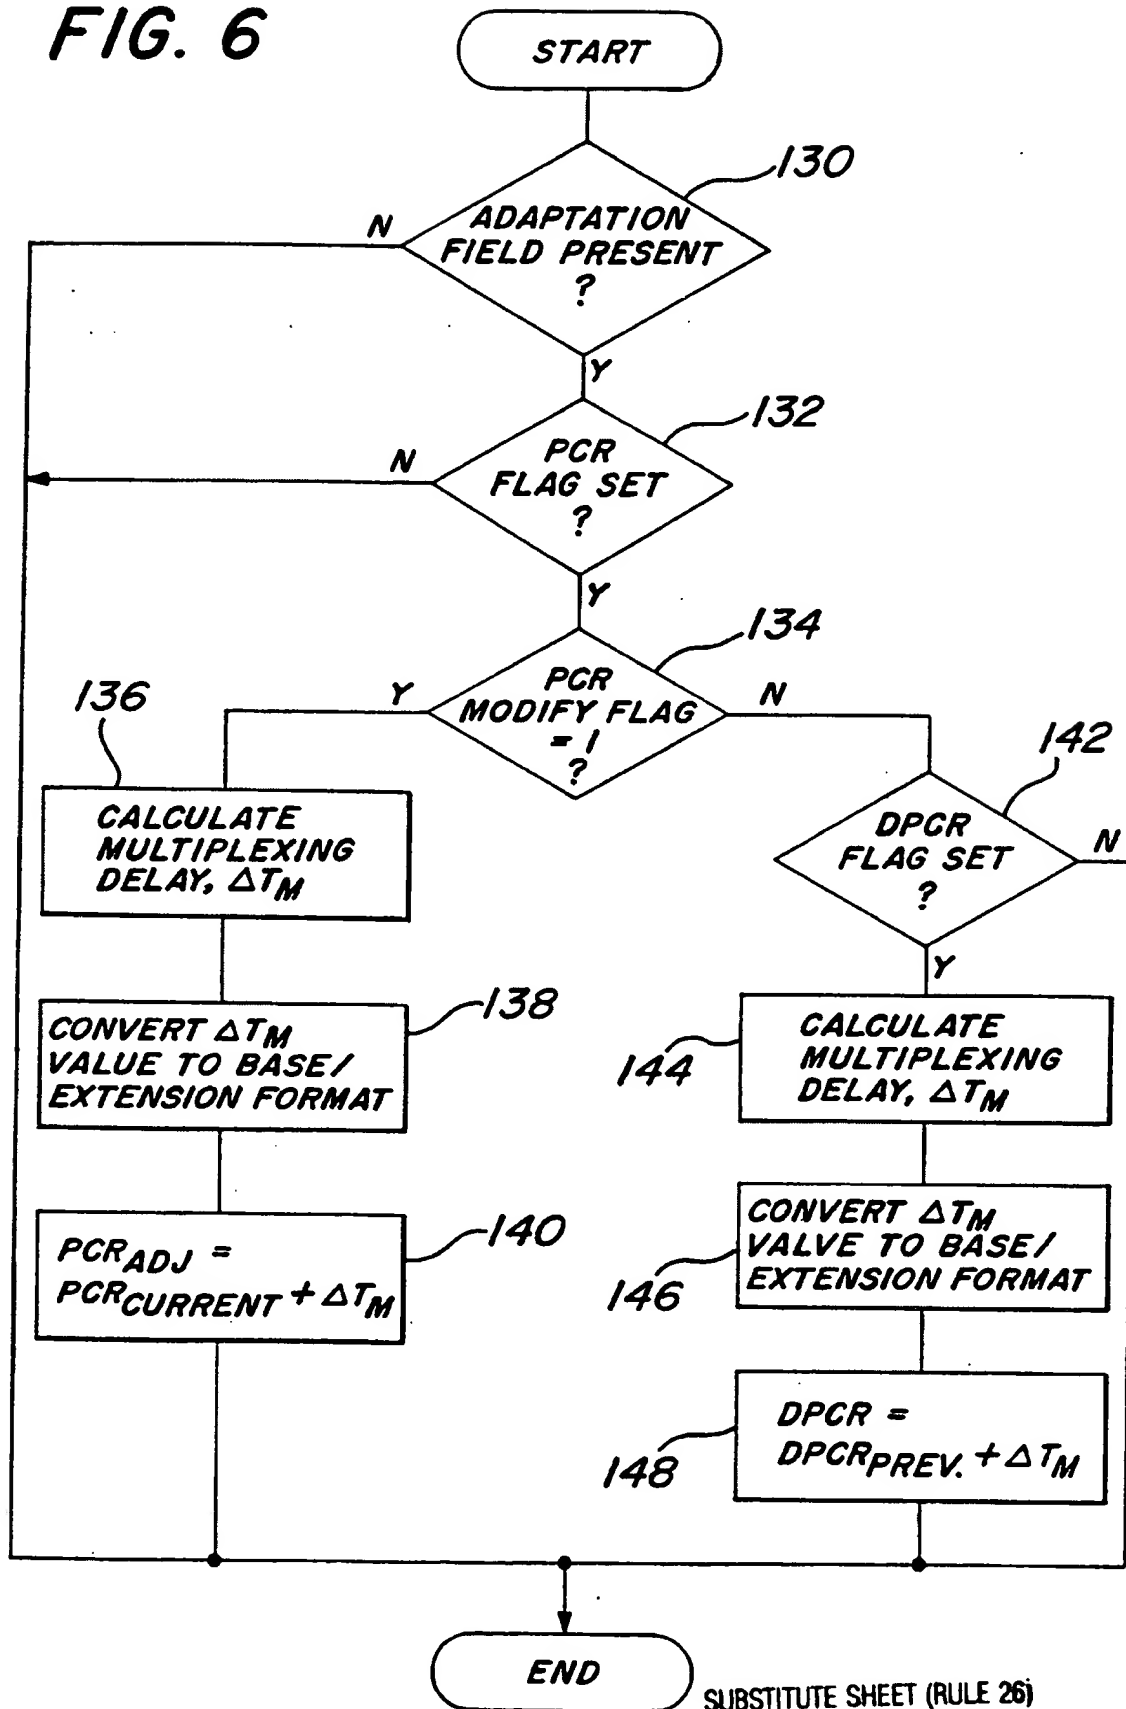 FIG. 6
START
130
N
ADAPTATION
FIELD PRESENT
?
Y
132
N
PCR
FLAG SET
?
Y
134
Y
PCR
MODIFY FLAG
= 1
?
N
136
142
CALCULATE
MULTIPLEXING
DELAY, ΔTM
DPCR
FLAG SET
?
N
Y
138
CONVERT ΔTM
VALUE TO BASE/
EXTENSION FORMAT
144
CALCULATE
MULTIPLEXING
DELAY, ΔTM
140
PCRADJ =
PCRCURRENT + ΔTM
146
CONVERT ΔTM
VALVE TO BASE/
EXTENSION FORMAT
148
DPCR =
DPCRPREV. + ΔTM
END
SUBSTITUTE SHEET (RULE 26)